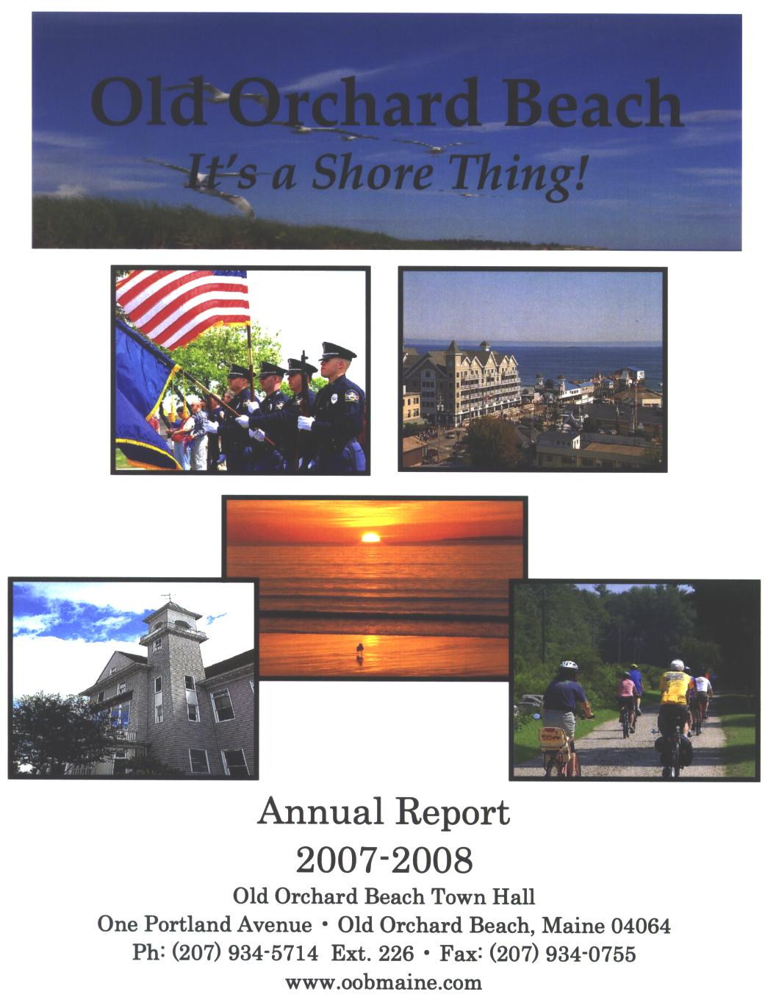 Old Orchard Beach
It's a Shore Thing!
Annual Report
2007-2008
Old Orchard Beach Town Hall
One Portland Avenue • Old Orchard Beach, Maine 04064
Ph: (207) 934-5714 Ext. 226 • Fax: (207) 934-0755
www.oobmaine.com